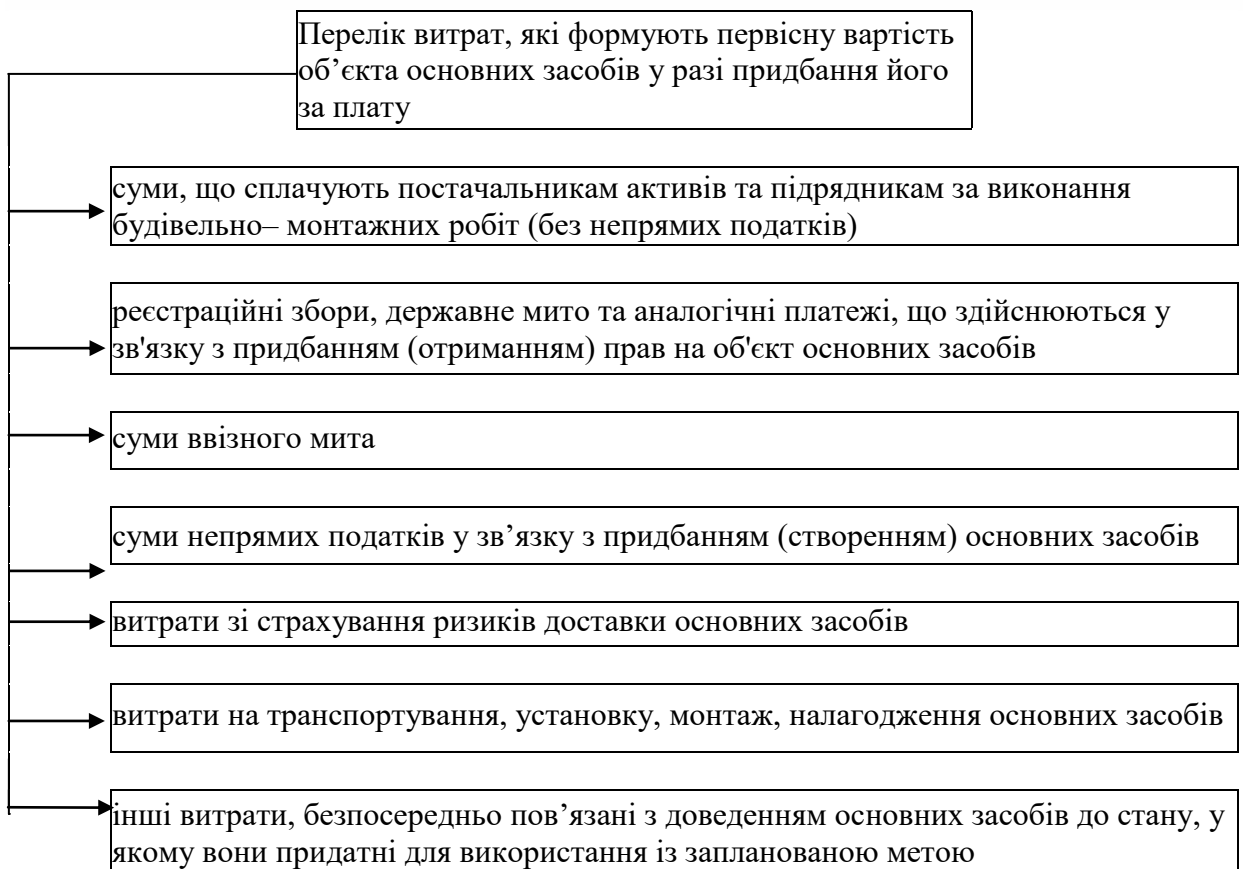 Перелік витрат, які формують первісну вартість
об’єкта основних засобів у разі придбання його
за плату
суми, що сплачують постачальникам активів та підрядникам за виконання
будівельно– монтажних робіт (без непрямих податків)
реєстраційні збори, державне мито та аналогічні платежі, що здійснюються у
зв'язку з придбанням (отриманням) прав на об'єкт основних засобів
суми ввізного мита
суми непрямих податків у зв’язку з придбанням (створенням) основних засобів
витрати зі страхування ризиків доставки основних засобів
витрати на транспортування, установку, монтаж, налагодження основних засобів
інші витрати, безпосередньо пов’язані з доведенням основних засобів до стану, у
якому вони придатні для використання із запланованою метою